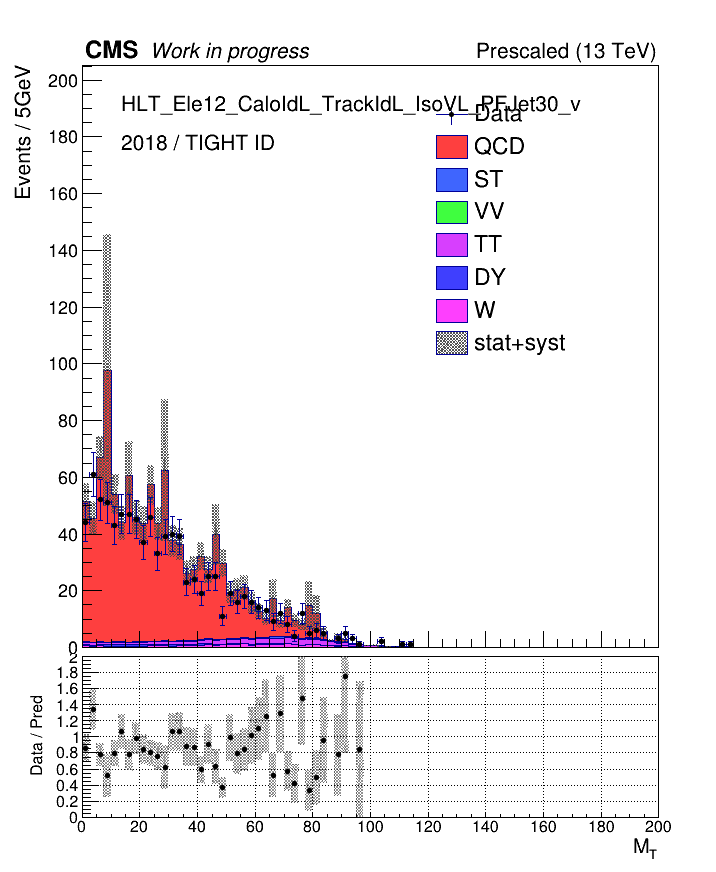 CMS Work in progress Prescaled (13 TeV)
Events / 5GeV
200
180
160
140
120
100
80
60
40
20
0
HLT_Ele12_CaloIdL_TrackIdL_IsoVL_PFJet30_v
2018 / TIGHT ID
Data
QCD
ST
VV
TT
DY
W
stat+syst
Data / Pred
2
1.8
1.6
1.4
1.2
1
0.8
0.6
0.4
0.2
0
0 20 40 60 80 100 120 140 160 180 200
M_T